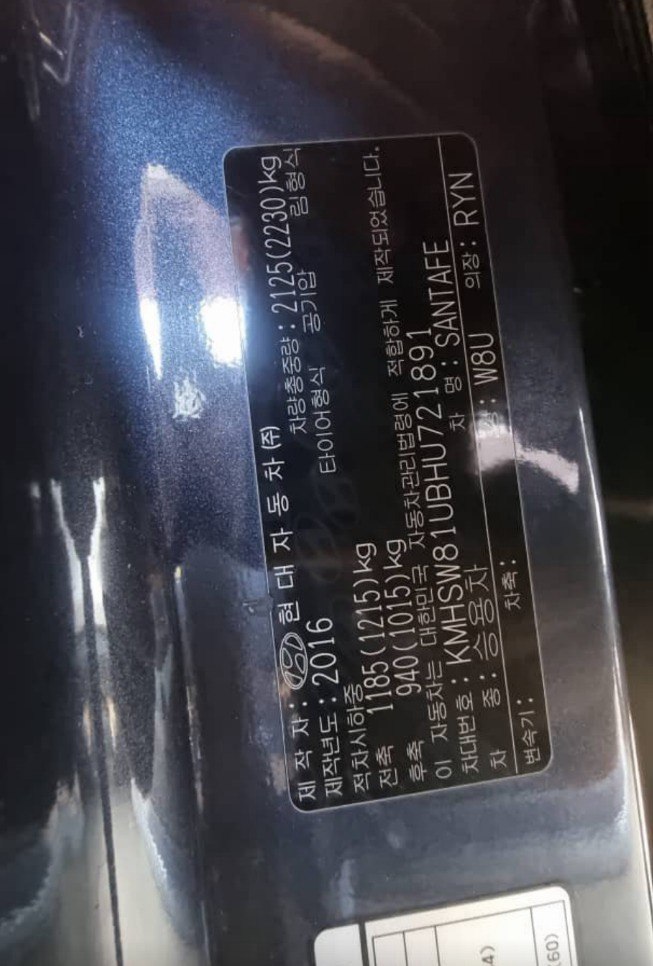 제 작 자 : 현 대 자 동 차 (주)
제작년도 : 2016 차량총중량 : 2125(2230)kg
적차시하중 타이어형식 공기압 림형식
전축 1185(1215)kg
후축 940(1015)kg
이 자동차는 대한민국 자동차관리법령에 적합하게 제작되었습니다.
차대번호 : KMHSW81UBHU721891
차 종 : 승용차 차 명 : SANTAFE
: W8U 의장 : RYN
변속기 : 차축 :
4)
(60)